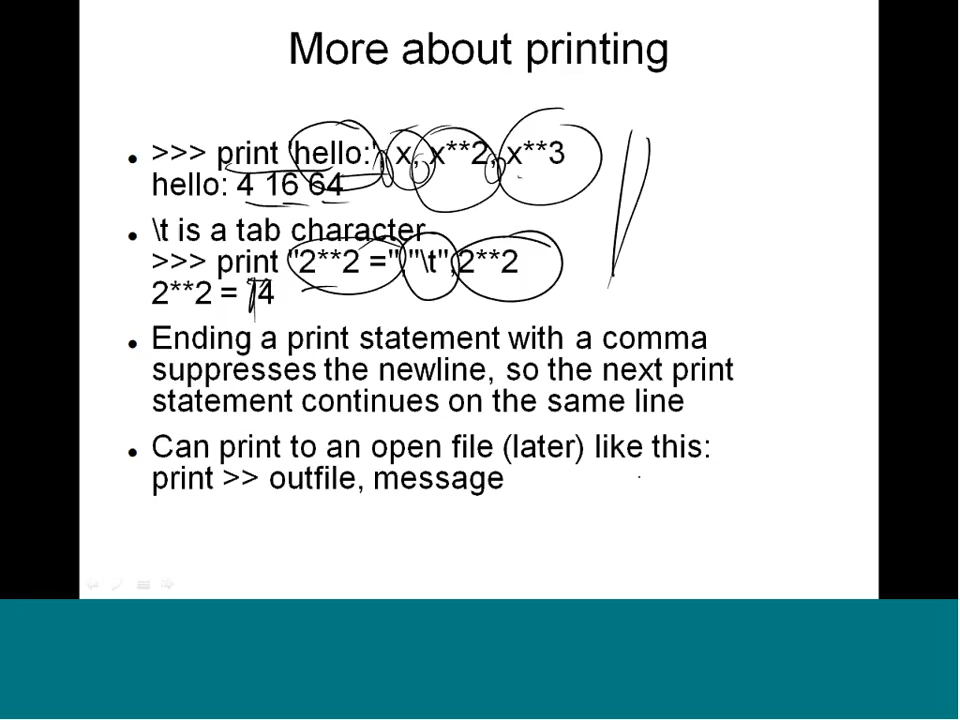 More about printing
>>> print 'hello:', x, x**2, x**3
hello: 4 16 64
\t is a tab character
>>> print "2**2 =","\t",2**2
2**2 = 4
Ending a print statement with a comma
suppresses the newline, so the next print
statement continues on the same line
Can print to an open file (later) like this:
print >> outfile, message